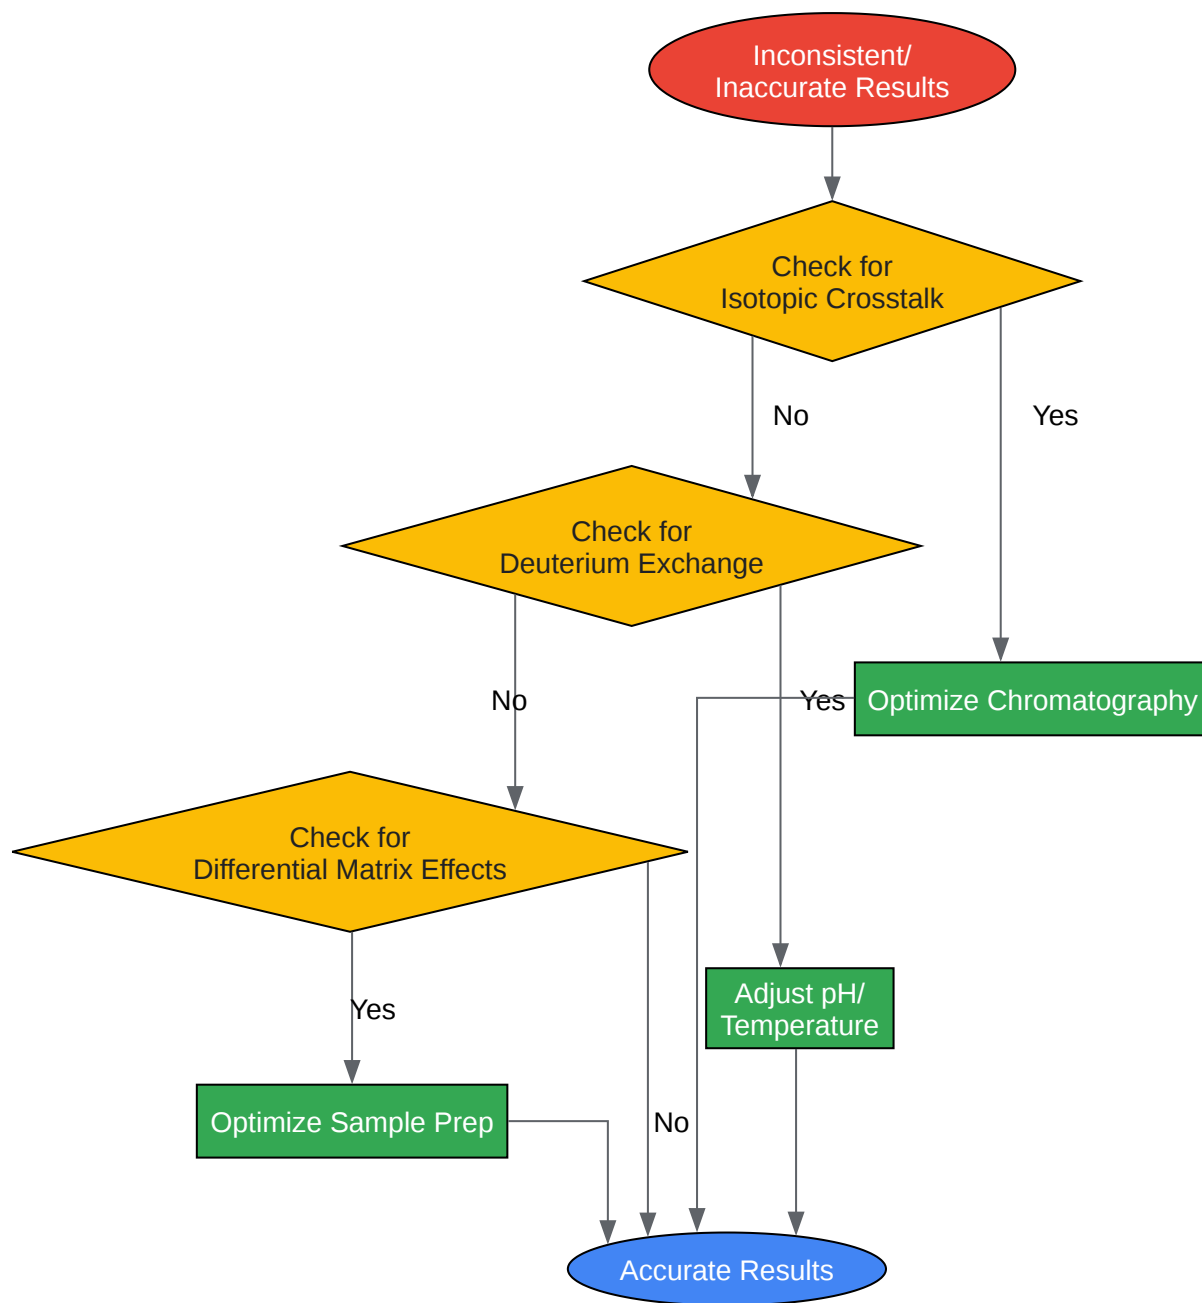 Inconsistent/
Inaccurate Results
Check for
Isotopic Crosstalk
No
Yes
Check for
Deuterium Exchange
No
Yes
Optimize Chromatography
Check for
Differential Matrix Effects
Yes
Adjust pH/
Temperature
Optimize Sample Prep
No
Accurate Results